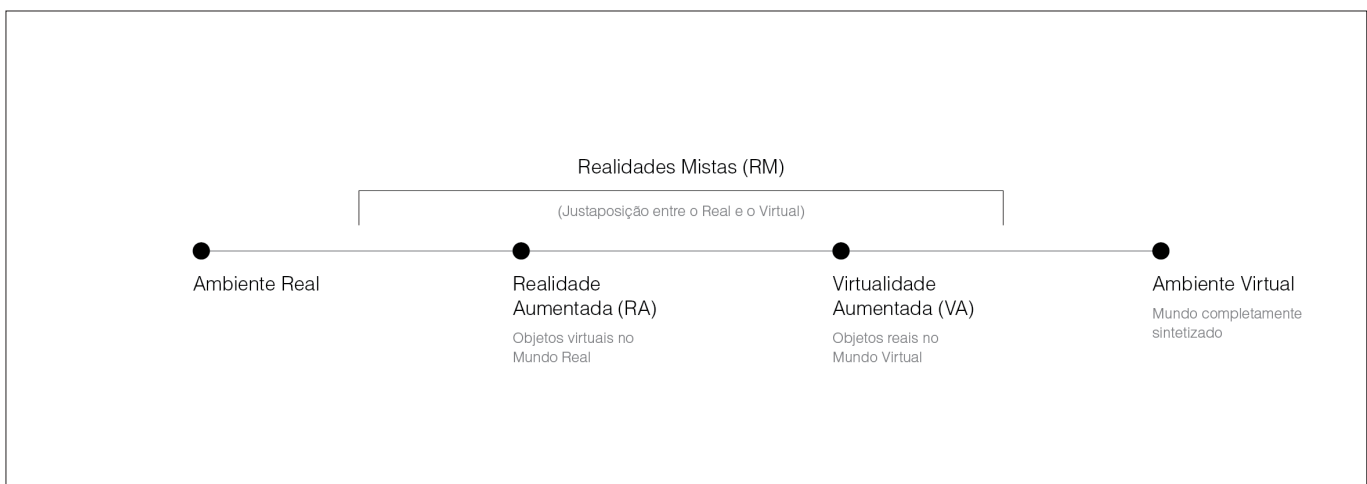 Realidades Mistas (RM)
(Justaposição entre o Real e o Virtual)
Ambiente Real
Realidade
Aumentada (RA)
Objetos virtuais no
Mundo Real
Virtualidade
Aumentada (VA)
Objetos reais no
Mundo Virtual
Ambiente Virtual
Mundo completamente
sintetizado